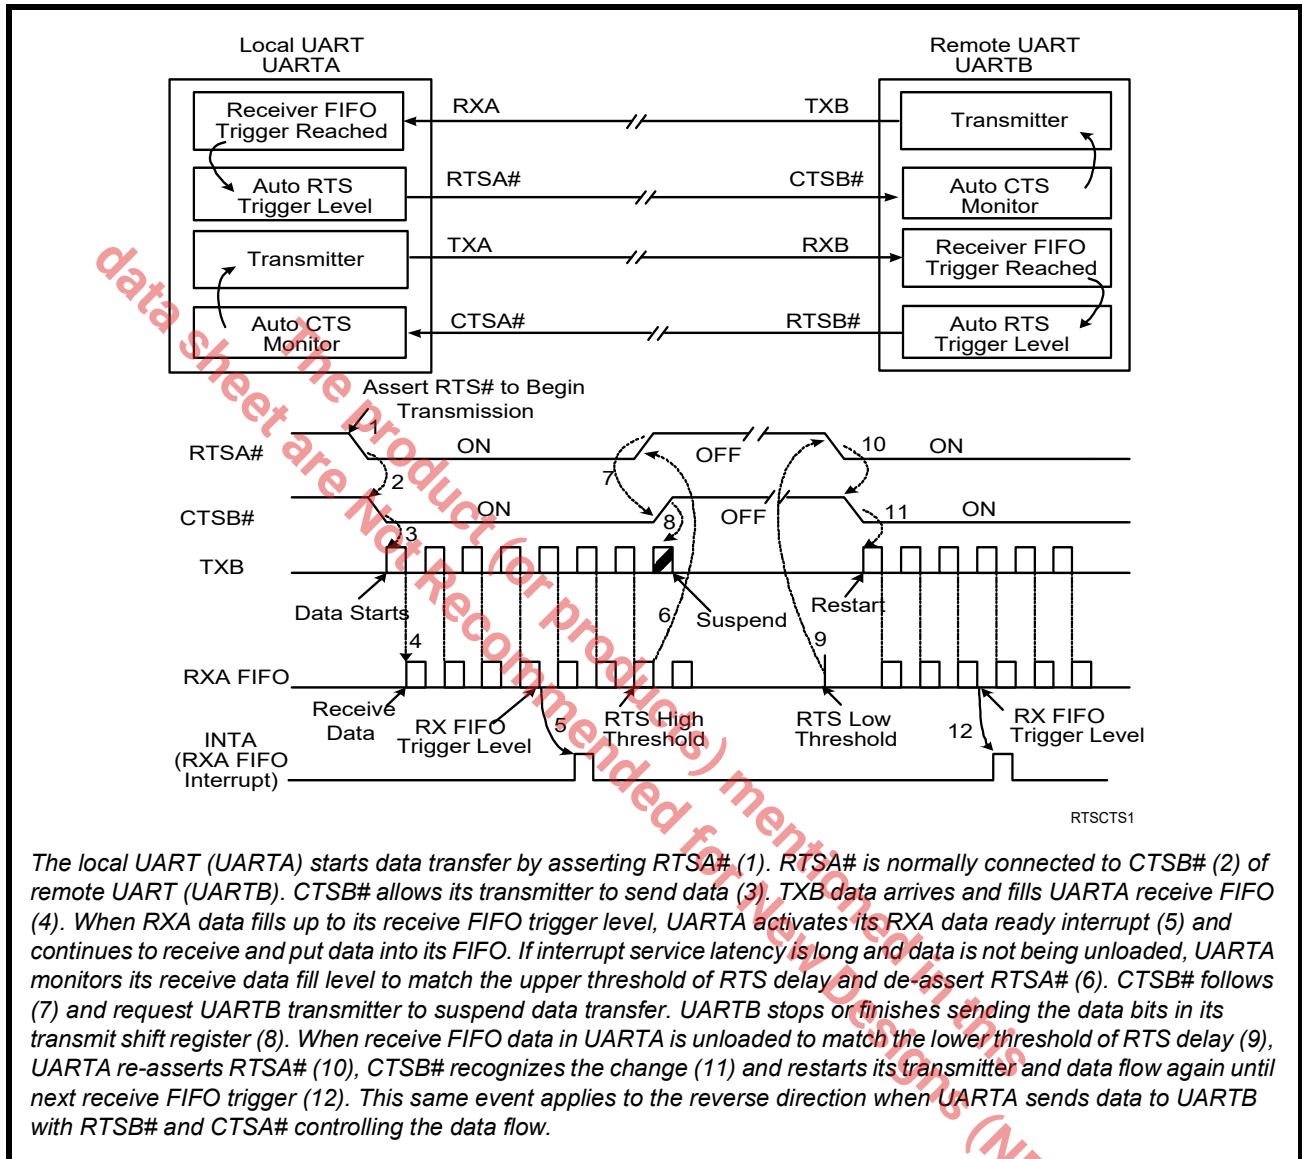 Local UART
UARTA
Remote UART
UARTB
Receiver FIFO
Trigger Reached
RXA
TXB
Transmitter
Auto RTS
Trigger Level
RTSA#
CTSB#
Auto CTS
Monitor
Transmitter
TXA
RXB
Receiver FIFO
Trigger Reached
Auto CTS
Monitor
CTSA#
RTSB#
Auto RTS
Trigger Level
Assert RTS# to Begin
Transmission
1
RTSA#
ON
OFF
10
ON
2
7
CTSB#
ON
8
OFF
11
ON
3
TXB
Data Starts
6
Suspend
Restart
4
9
RXA FIFO
Receive
Data
RX FIFO
Trigger Level
5
RTS High
Threshold
RTS Low
Threshold
12
RX FIFO
Trigger Level
INTA
(RXA FIFO
Interrupt)
RTSCTS1
The local UART (UARTA) starts data transfer by asserting RTSA# (1). RTSA# is normally connected to CTSB# (2) of
remote UART (UARTB). CTSB# allows its transmitter to send data (3). TXB data arrives and fills UARTA receive FIFO
(4). When RXA data fills up to its receive FIFO trigger level, UARTA activates its RXA data ready interrupt (5) and
continues to receive and put data into its FIFO. If interrupt service latency is long and data is not being unloaded, UARTA
monitors its receive data fill level to match the upper threshold of RTS delay and de-assert RTSA# (6). CTSB# follows
(7) and request UARTB transmitter to suspend data transfer. UARTB stops or finishes sending the data bits in its
transmit shift register (8). When receive FIFO data in UARTA is unloaded to match the lower threshold of RTS delay (9),
UARTA re-asserts RTSA# (10), CTSB# recognizes the change (11) and restarts its transmitter and data flow again until
next receive FIFO trigger (12). This same event applies to the reverse direction when UARTA sends data to UARTB
with RTSB# and CTSA# controlling the data flow.
The product (or products) mentioned in this
data sheet are Not Recommended for New Designs